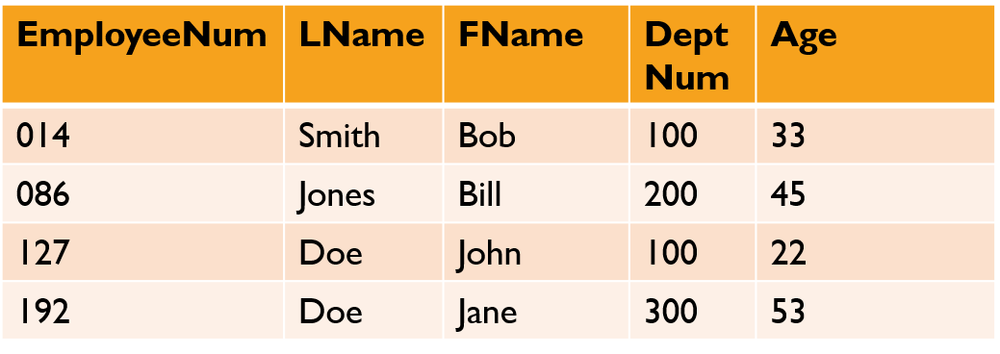 EmployeeNum LName FName Dept Num Age
014 Smith Bob 100 33
086 Jones Bill 200 45
127 Doe John 100 22
192 Doe Jane 300 53